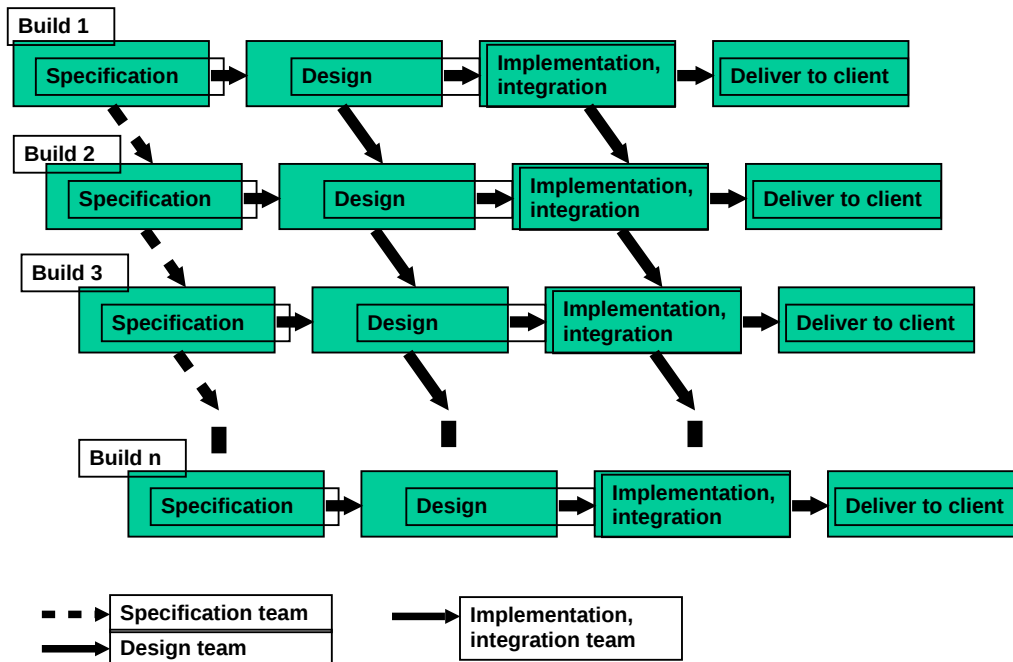 Build 1
Specification
Design
Implementation,
integration
Deliver to client
Build 2
Specification
Design
Implementation,
integration
Deliver to client
Build 3
Specification
Design
Implementation,
integration
Deliver to client
Build n
Specification
Design
Implementation,
integration
Deliver to client
Specification team
Design team
Implementation,
integration team